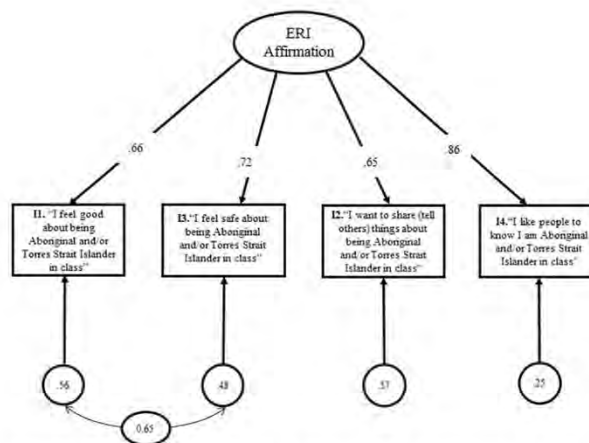 ERI
Affirmation
.66
.72
.65
.86
I1. "I feel good
about being
Aboriginal and/or
Torres Strait Islander
in class"
I3. "I feel safe about
being Aboriginal
and/or Torres Strait
Islander in class"
I2."I want to share (tell
others) things about
being Aboriginal
and/or Torres Strait
Islander in class"
I4. "I like people to
know I am Aboriginal
and/or Torres Strait
Islander in class"
.56
.48
.57
.25
0.65